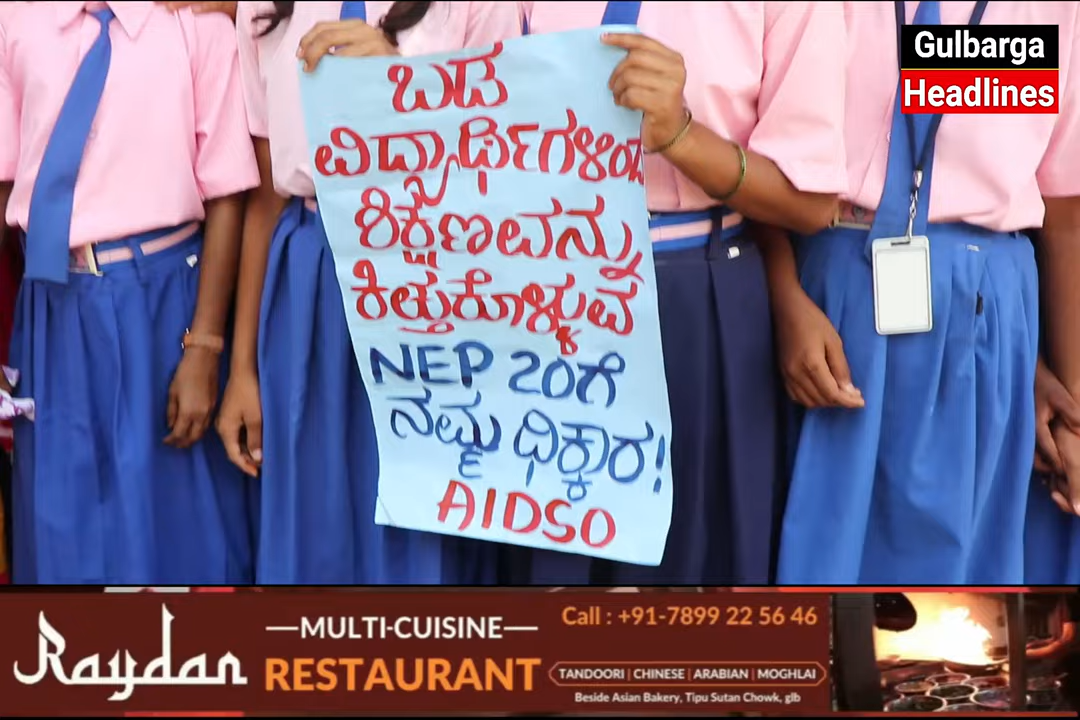 Gulbarga
Headlines
ಬಡ
ವಿದ್ಯಾರ್ಥಿಗಳಿಂದ
ಶಿಕ್ಷಣವನ್ನು
ಕಿತ್ತುಕೊಳ್ಳುವ
NEP 20ಗೆ
ನಮ್ಮ ಧಿಕ್ಕಾರ!
AIDSO
Raydan
—MULTI-CUISINE—
RESTAURANT
Call : +91-7899 22 56 46
TANDOORI | CHINESE | ARABIAN | MOGHLAI
Beside Asian Bakery, Tipu Sutan Chowk, glb